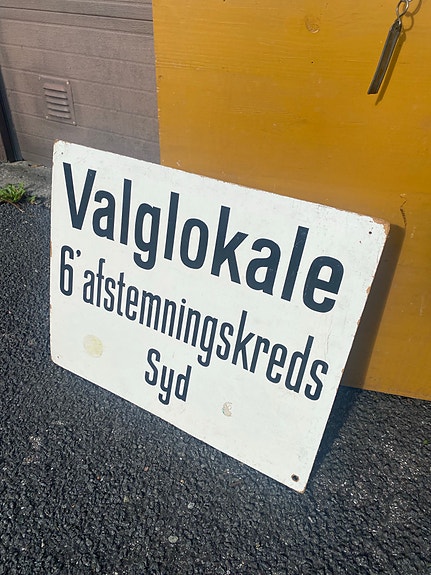 Valglokale
6' afstemningskreds
Syd